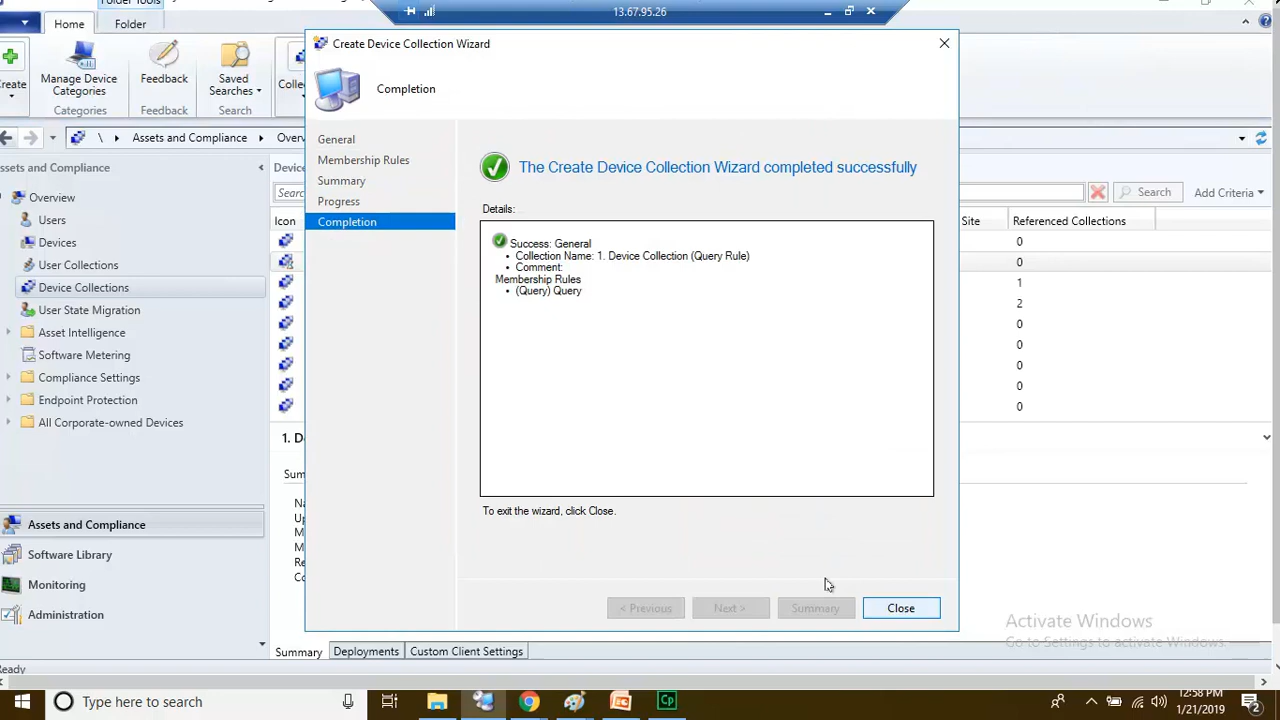 Folder Tools
13.67.95.26
Home
Folder
Create Device Collection Wizard
Create
Manage Device
Categories
Feedback
Saved
Searches
Categories
Feedback
Search
Completion
\
Assets and Compliance
Assets and Compliance
Overview
Users
Devices
User Collections
Device Collections
User State Migration
Asset Intelligence
Software Metering
Compliance Settings
Endpoint Protection
All Corporate-owned Devices
Assets and Compliance
Software Library
Monitoring
Administration
Icon
General
Membership Rules
Summary
Progress
Completion
The Create Device Collection Wizard completed successfully
Details:
Success: General
• Collection Name: 1. Device Collection (Query Rule)
• Comment:
Membership Rules
• (Query) Query
To exit the wizard, click Close.
< Previous
Next >
Summary
Close
Search
Add Criteria
Site
Referenced Collections
0
0
1
2
0
0
0
0
0
Activate Windows
Go to Settings to activate Windows.
Summary
Deployments
Custom Client Settings
Type here to search
12:58 PM
1/21/2019
2